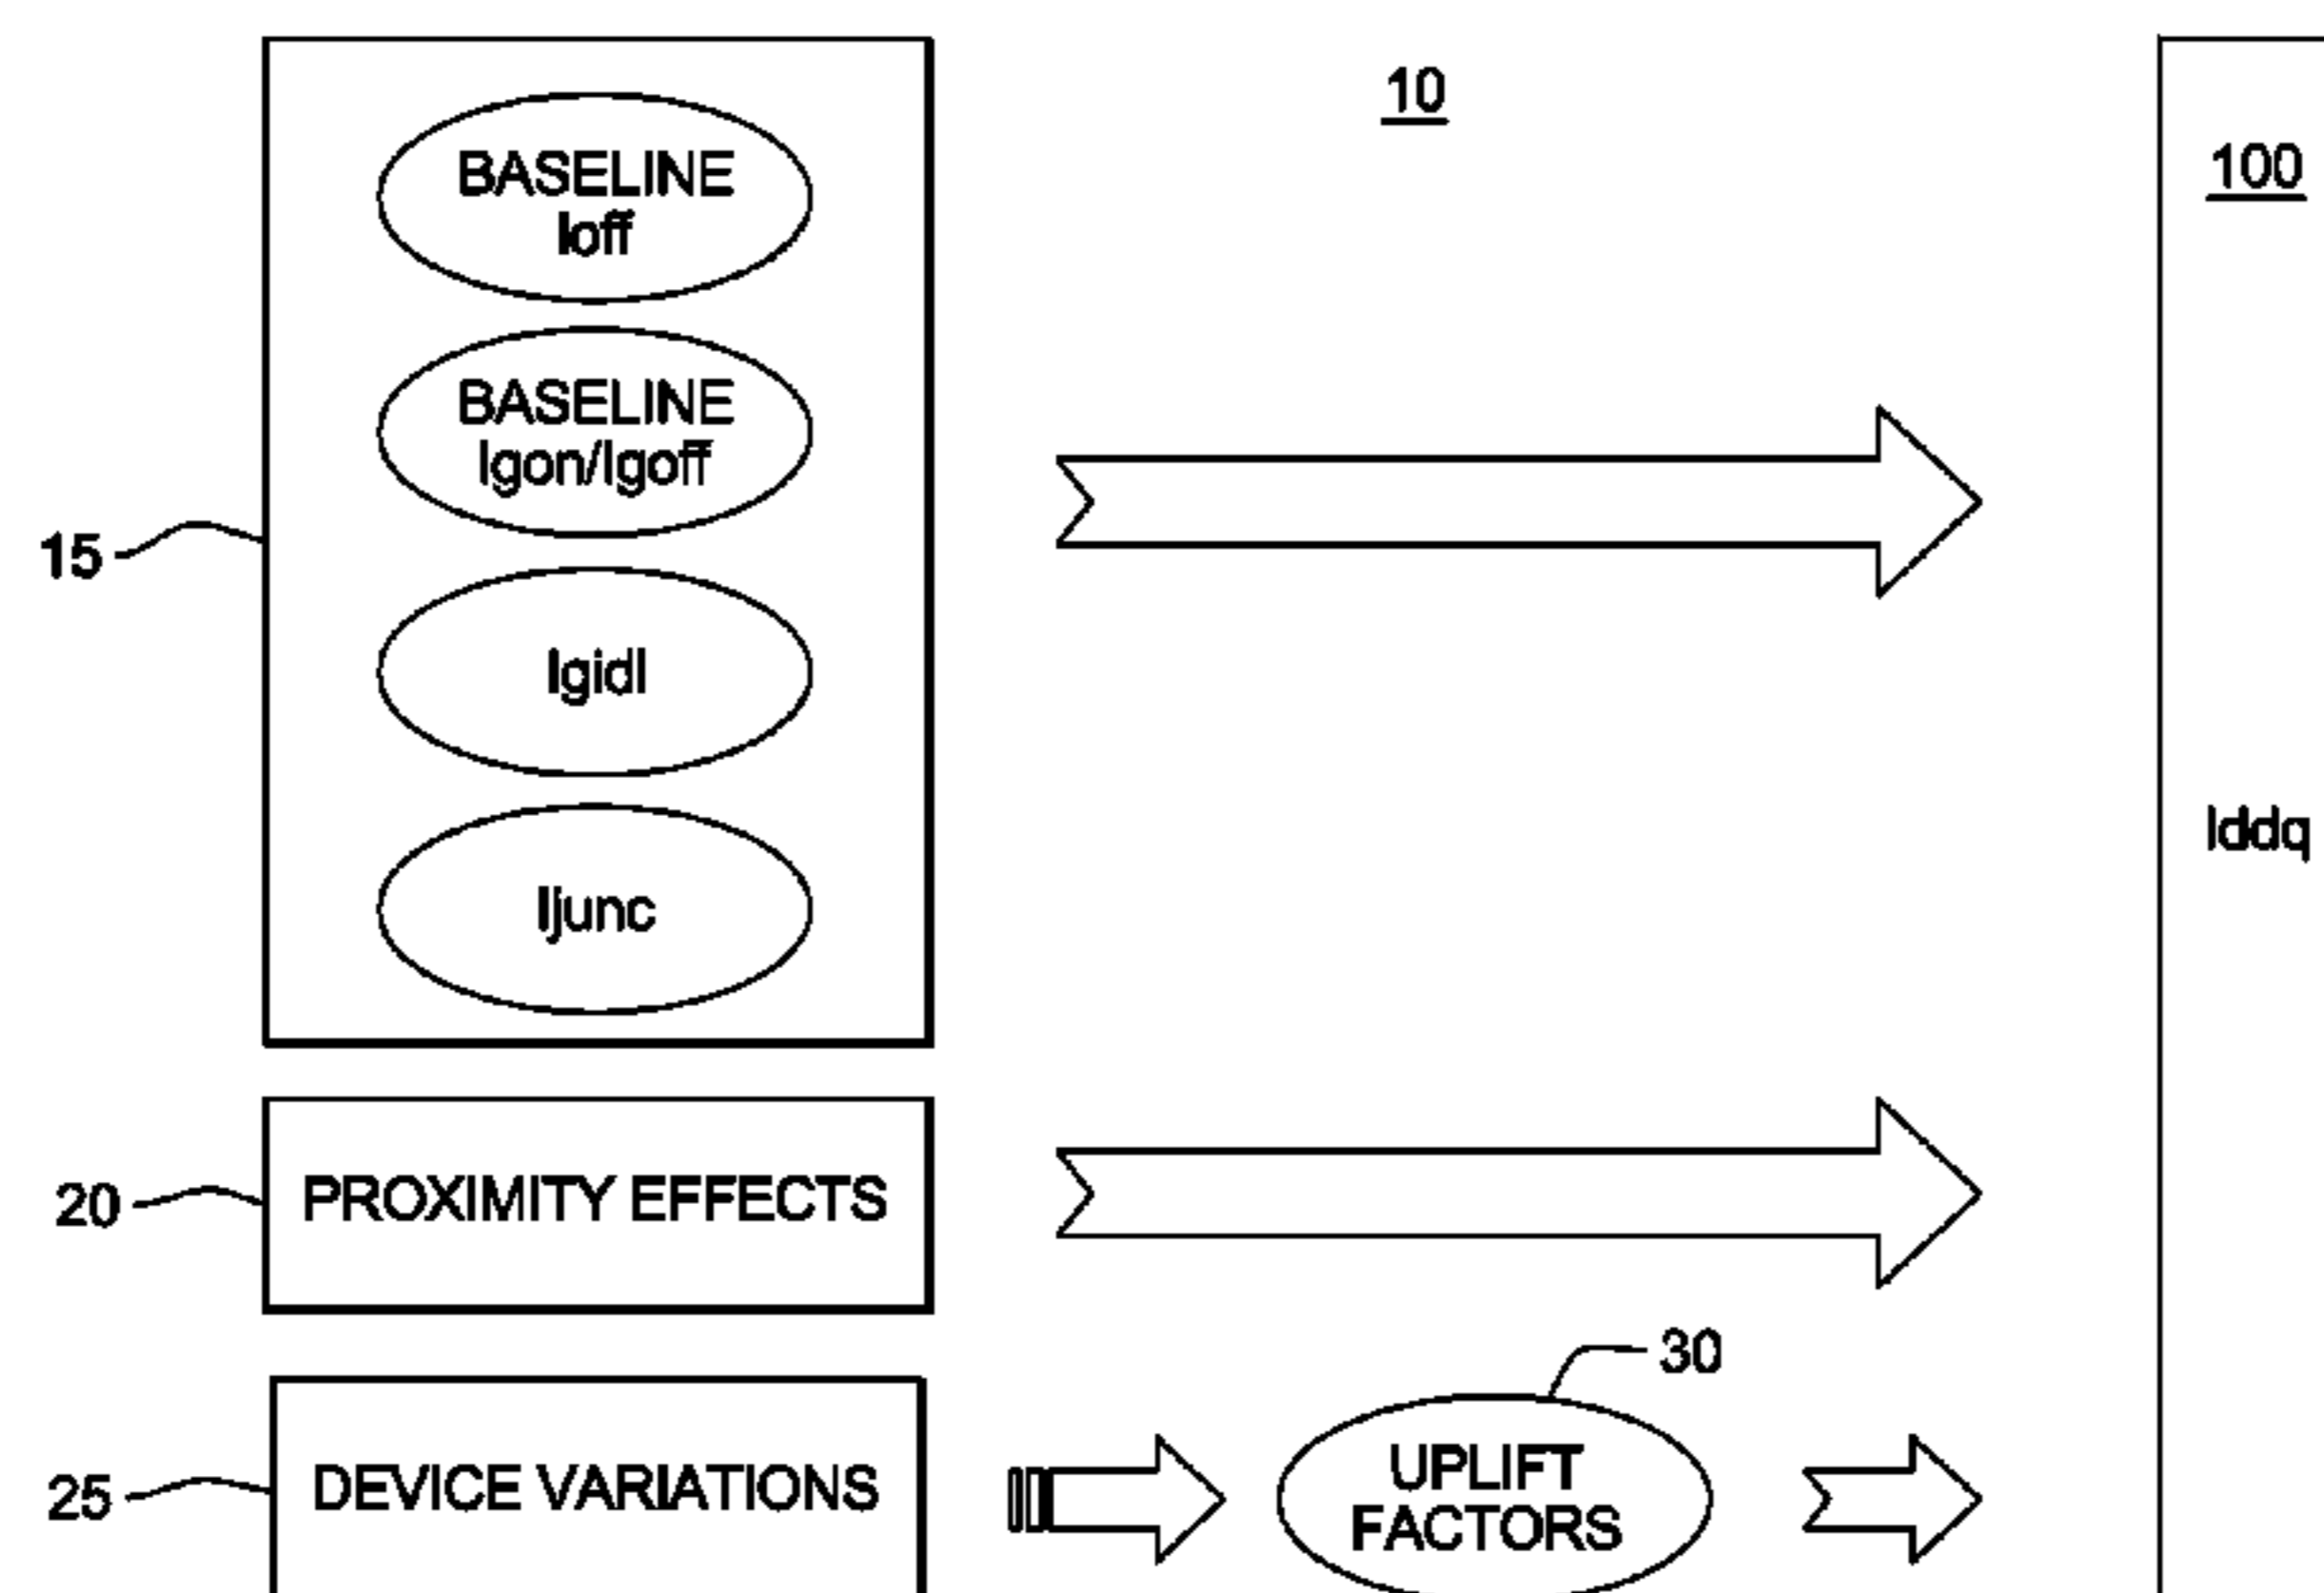 10
100
BASELINE
Ioff
BASELINE
Igon/Igoff
15
Igidl
Iddq
Ijunc
20
PROXIMITY EFFECTS
30
25
DEVICE VARIATIONS
UPLIFT
FACTORS